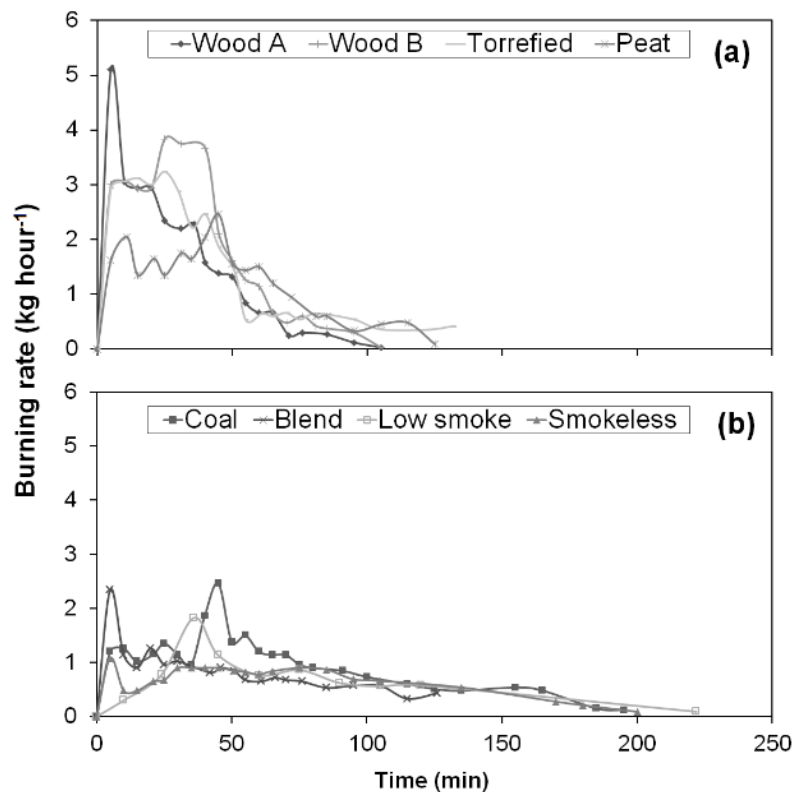 Burning rate (kg hour⁻¹)
6
5
4
3
2
1
0
Wood A Wood B Torrefied Peat
(a)
6
5
4
3
2
1
0
Coal Blend Low smoke Smokeless
(b)
0 50 100 150 200 250
Time (min)